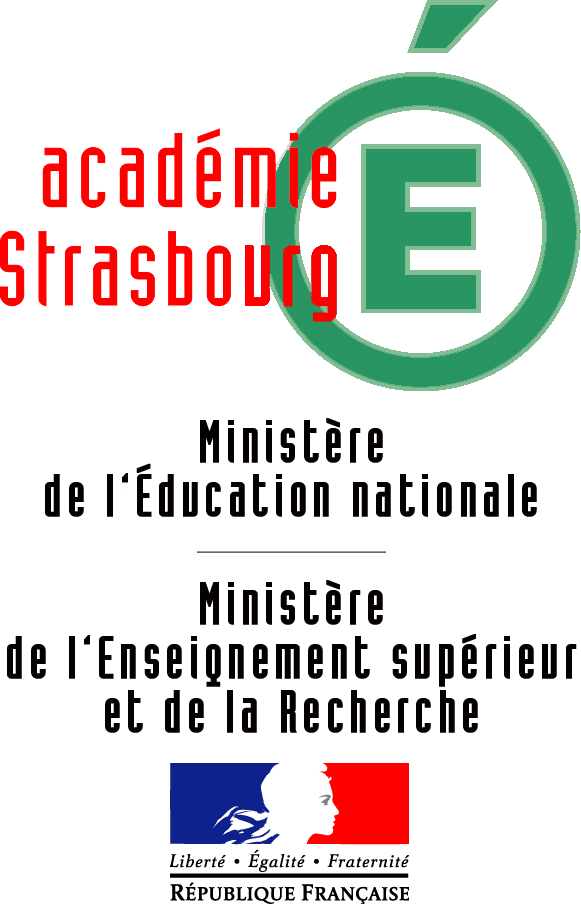 académie
Strasbourg
É
Ministère
de l'Éducation nationale
Ministère
de l'Enseignement supérieur
et de la Recherche
Liberté • Égalité • Fraternité
RÉPUBLIQUE FRANÇAISE